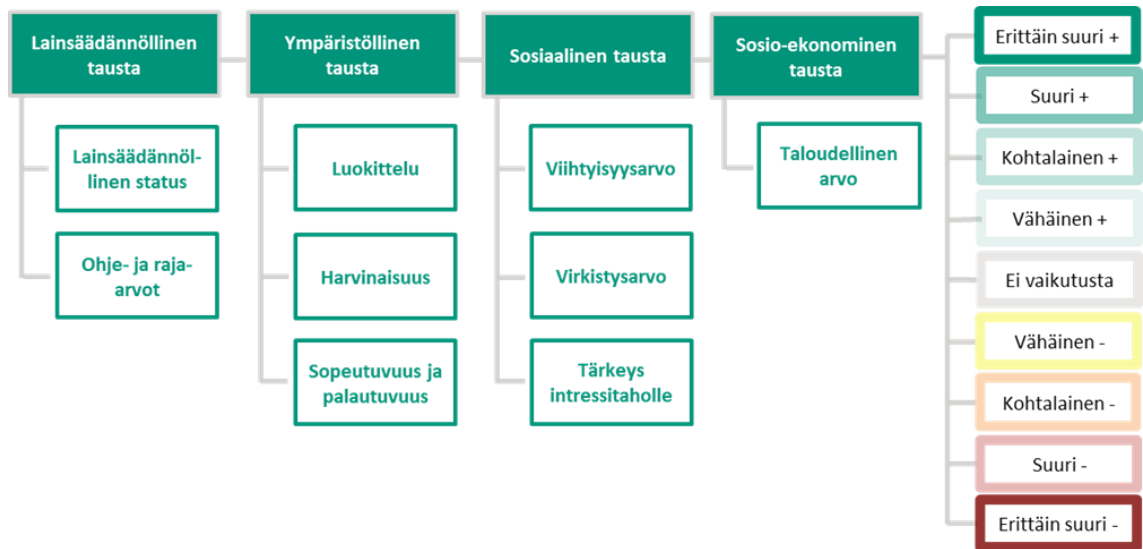 Lainsäädännöllinen
tausta
Lainsäädännöl-
linen status
Ohje- ja raja-
arvot
Ympäristöllinen
tausta
Luokittelu
Harvinaisuus
Sopeutuvuus ja
palautuvuus
Sosiaalinen tausta
Viihtyisyysarvo
Virkistysarvo
Tärkeys
intressitaholle
Sosio-ekonominen
tausta
Taloudellinen
arvo
Erittäin suuri +
Suuri +
Kohtalainen +
Vähäinen +
Ei vaikutusta
Vähäinen -
Kohtalainen -
Suuri -
Erittäin suuri -